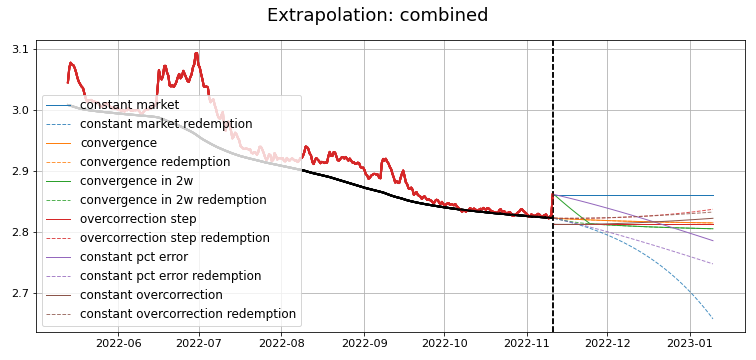 Extrapolation: combined
3.1
3.0
2.9
2.8
2.7
constant market
constant market redemption
convergence
convergence redemption
convergence in 2w
convergence in 2w redemption
overcorrection step
overcorrection step redemption
constant pct error
constant pct error redemption
constant overcorrection
constant overcorrection redemption
2022-06 2022-07 2022-08 2022-09 2022-10 2022-11 2022-12 2023-01